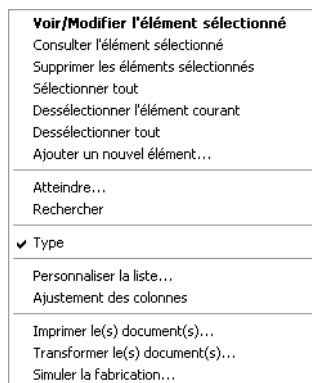 Voir/Modifier l'élément sélectionné
Consulter l'élément sélectionné
Supprimer les éléments sélectionnés
Sélectionner tout
Dessélectionner l'élément courant
Dessélectionner tout
Ajouter un nouvel élément...
Atteindre...
Rechercher
Type
Personnaliser la liste...
Ajustement des colonnes
Imprimer le(s) document(s)...
Transformer le(s) document(s)...
Simuler la fabrication...